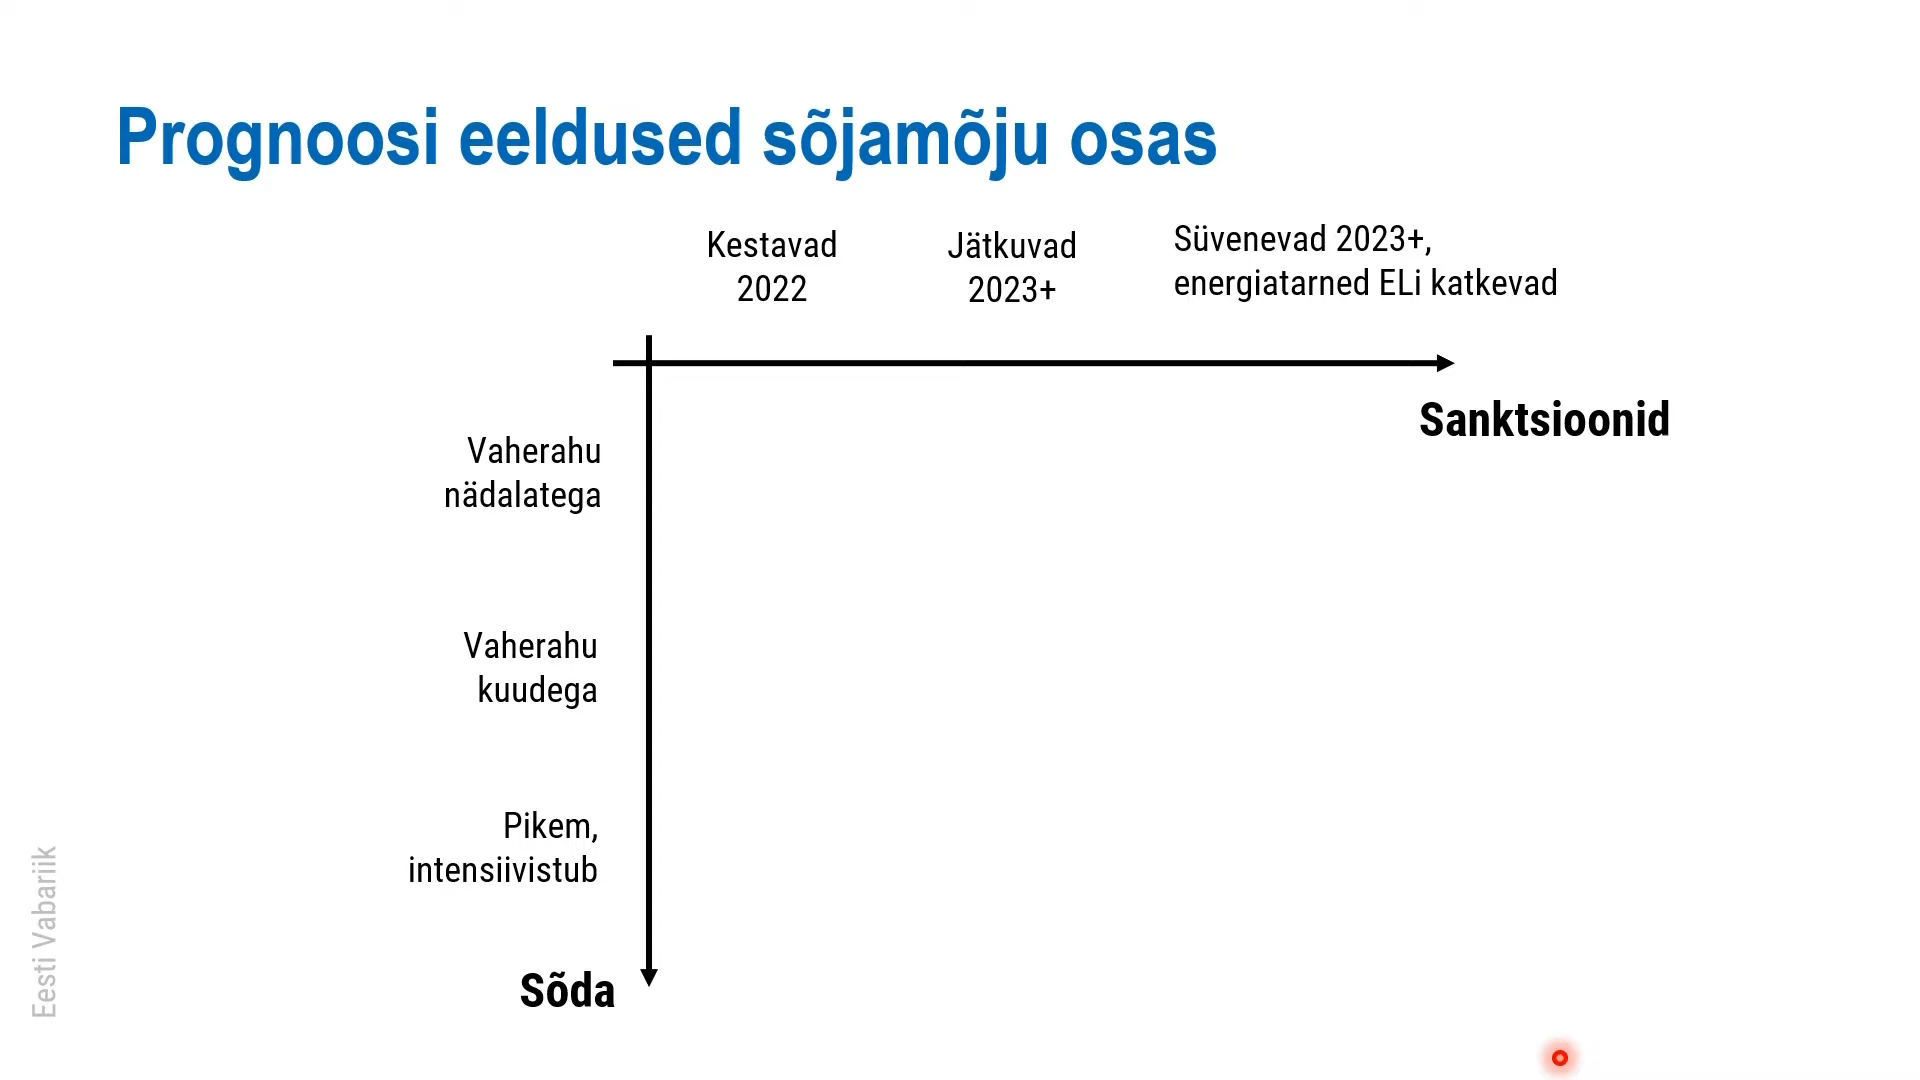 Prognoosi eeldused sõjamõju osas
Kestavad
2022
Jätkuvad
2023+
Süvenevad 2023+,
energiatarned ELi katkevad
Sanktsioonid
Vaherahu
nädalatega
Vaherahu
kuudega
Pikem,
intensiivistub
Sõda
Eesti Vabariik